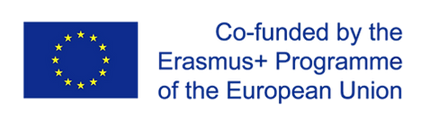 Co-funded by the
Erasmus+ Programme
of the European Union